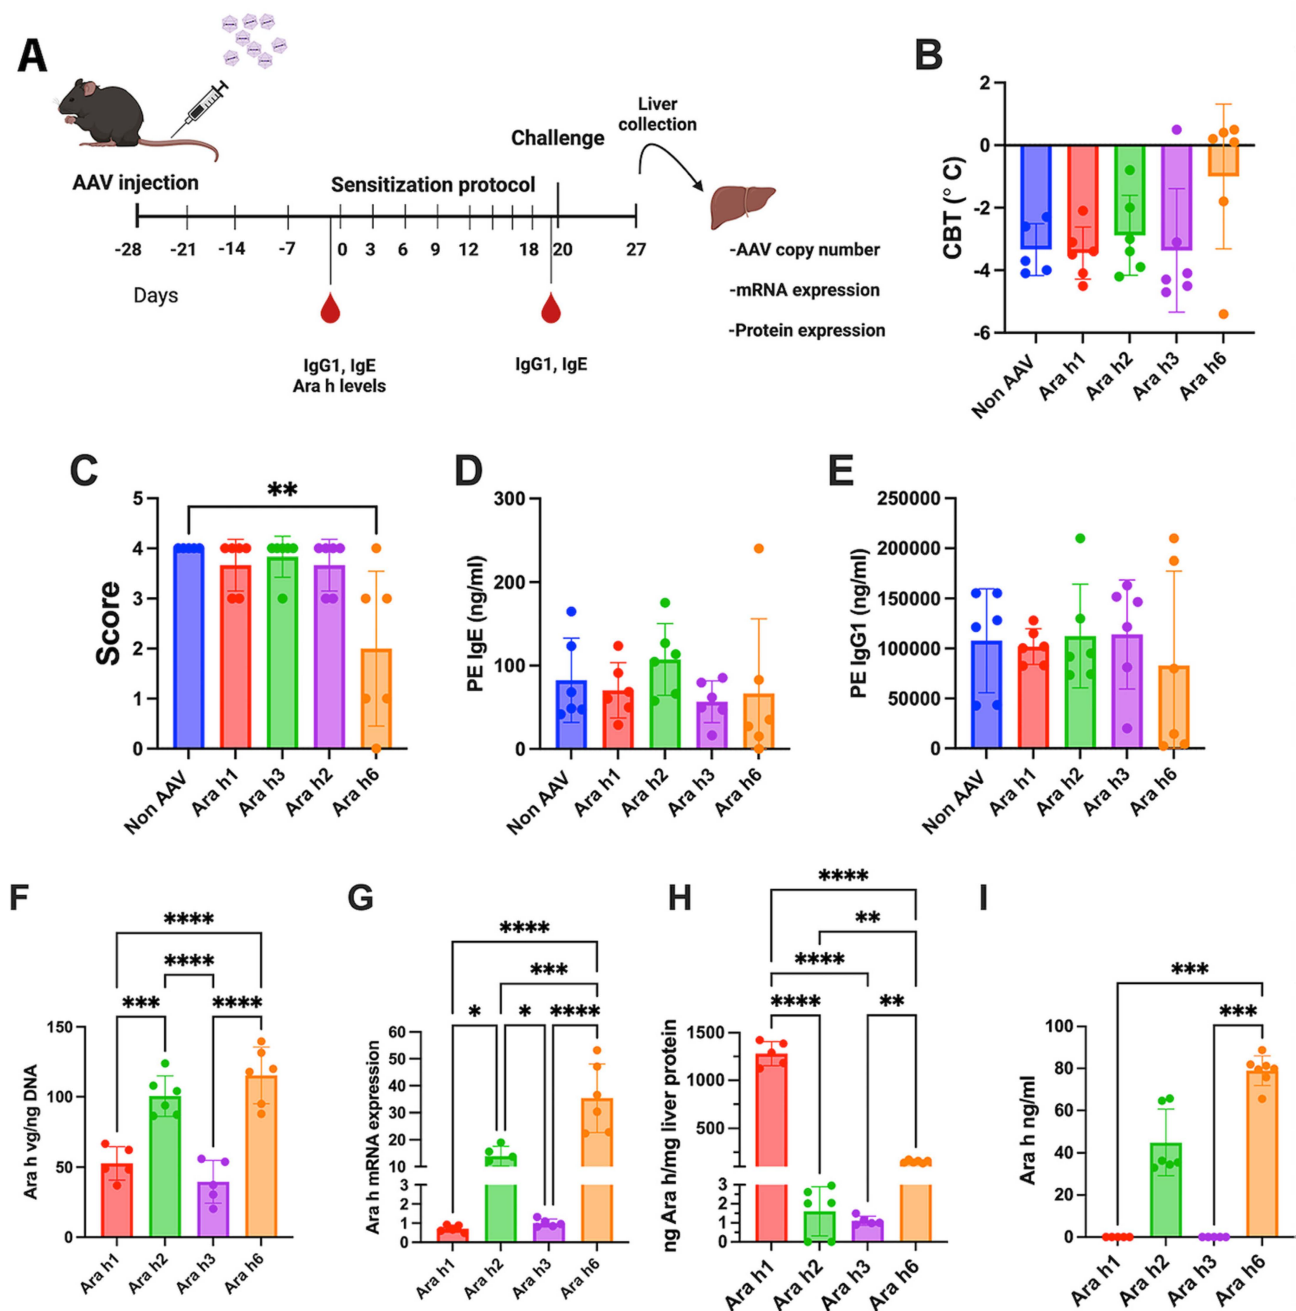 A
AAV injection
Sensitization protocol
Challenge
Liver
collection
-28 -21 -14 -7 0 3 6 9 12 18 20 27
Days
IgG1, IgE
Ara h levels
IgG1, IgE
-AAV copy number
-mRNA expression
-Protein expression
B
CBT (° C)
2
0
-2
-4
-6
Non AAV
Ara h1
Ara h2
Ara h3
Ara h6
C
Score
**
5
4
3
2
1
0
Non AAV
Ara h1
Ara h3
Ara h2
Ara h6
D
PE IgE (ng/ml)
300
200
100
0
Non AAV
Ara h1
Ara h2
Ara h3
Ara h6
E
PE IgG1 (ng/ml)
250000
200000
150000
100000
50000
0
Non AAV
Ara h1
Ara h2
Ara h3
Ara h6
F
Ara h vg/ng DNA
****
****
*** ****
150
100
50
0
Ara h1
Ara h2
Ara h3
Ara h6
G
Ara h mRNA expression
****
***
* * ****
60
50
40
30
20
10
3
2
1
0
Ara h1
Ara h2
Ara h3
Ara h6
H
ng Ara h/mg liver protein
****
**
****
**** **
1500
1000
500
3
2
1
0
Ara h1
Ara h2
Ara h3
Ara h6
I
Ara h ng/ml
***
***
100
80
60
40
20
0
Ara h1
Ara h2
Ara h3
Ara h6